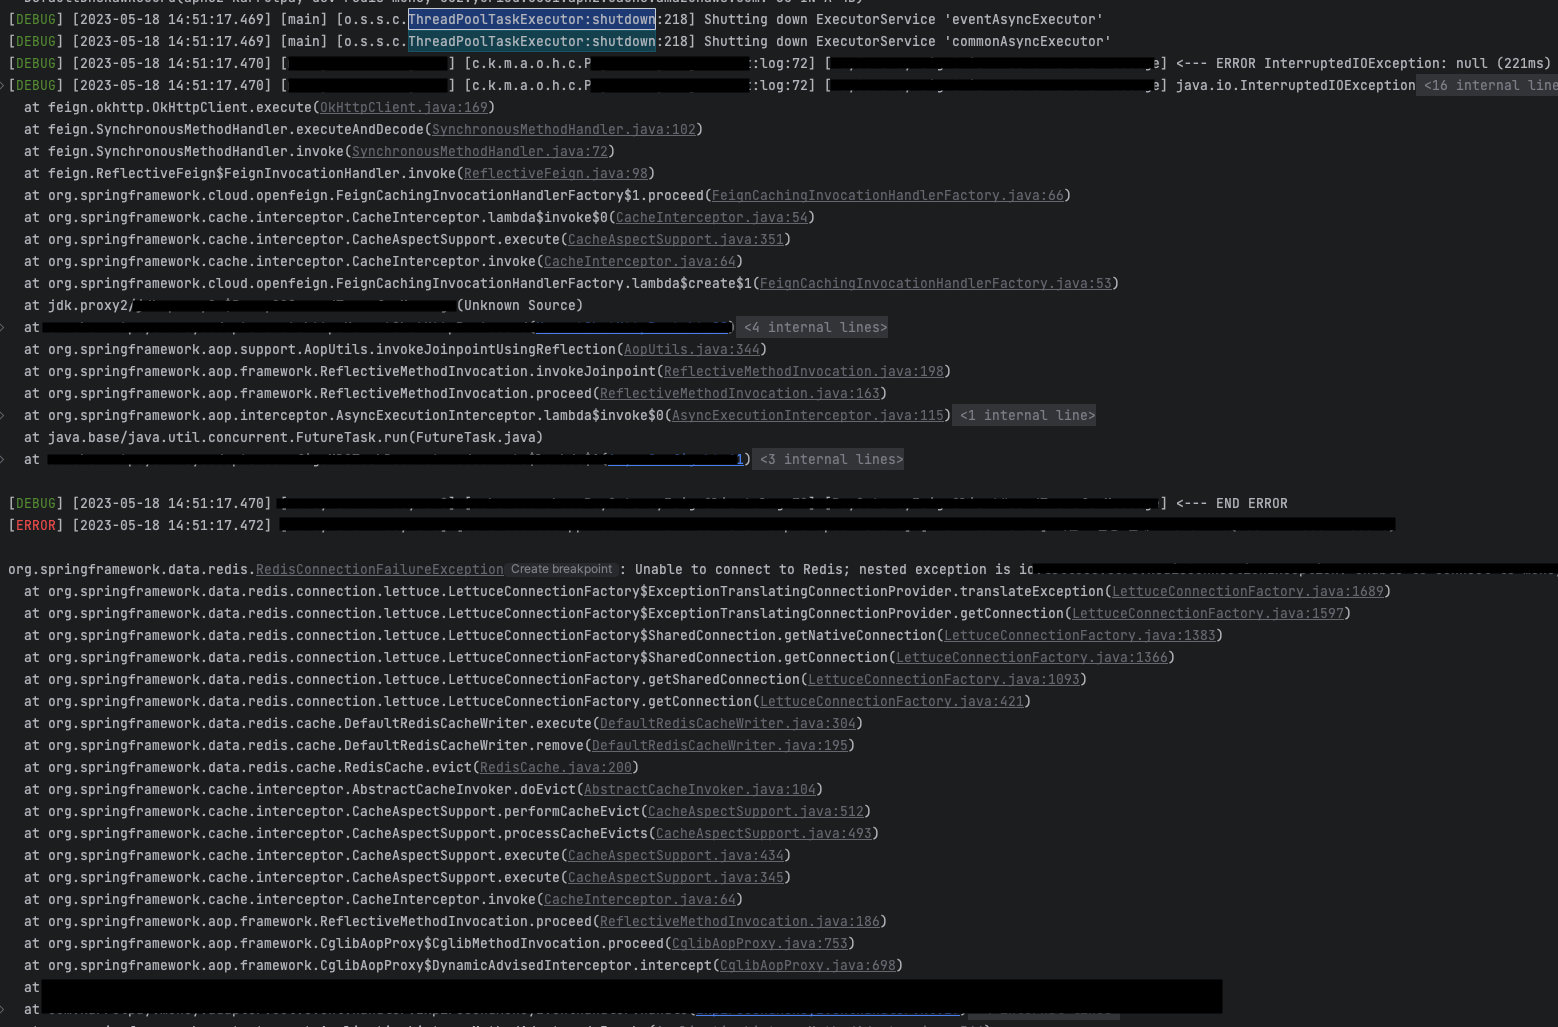 [DEBUG] [2023-05-18 14:51:17.469] [main] [o.s.s.c.ThreadPoolTaskExecutor:shutdown:218] Shutting down ExecutorService 'eventAsyncExecutor'
[DEBUG] [2023-05-18 14:51:17.469] [main] [o.s.s.c.ThreadPoolTaskExecutor:shutdown:218] Shutting down ExecutorService 'commonAsyncExecutor'
[DEBUG] [2023-05-18 14:51:17.470] [ ] [c.k.m.a.o.h.c.P :log:72] [ e] <--- ERROR InterruptedIOException: null (221ms)
[DEBUG] [2023-05-18 14:51:17.470] [ ] [c.k.m.a.o.h.c.P :log:72] [ e] java.io.InterruptedIOException <16 internal line
at feign.okhttp.OkHttpClient.execute(OkHttpClient.java:169)
at feign.SynchronousMethodHandler.executeAndDecode(SynchronousMethodHandler.java:102)
at feign.SynchronousMethodHandler.invoke(SynchronousMethodHandler.java:72)
at feign.ReflectiveFeign$FeignInvocationHandler.invoke(ReflectiveFeign.java:98)
at org.springframework.cloud.openfeign.FeignCachingInvocationHandlerFactory$1.proceed(FeignCachingInvocationHandlerFactory.java:66)
at org.springframework.cache.interceptor.CacheInterceptor.lambda$invoke$0(CacheInterceptor.java:54)
at org.springframework.cache.interceptor.CacheAspectSupport.execute(CacheAspectSupport.java:351)
at org.springframework.cache.interceptor.CacheInterceptor.invoke(CacheInterceptor.java:64)
at org.springframework.cloud.openfeign.FeignCachingInvocationHandlerFactory.lambda$create$1(FeignCachingInvocationHandlerFactory.java:53)
at jdk.proxy2/ (Unknown Source)
at ) <4 internal lines>
at org.springframework.aop.support.AopUtils.invokeJoinpointUsingReflection(AopUtils.java:344)
at org.springframework.aop.framework.ReflectiveMethodInvocation.invokeJoinpoint(ReflectiveMethodInvocation.java:198)
at org.springframework.aop.framework.ReflectiveMethodInvocation.proceed(ReflectiveMethodInvocation.java:163)
at org.springframework.aop.interceptor.AsyncExecutionInterceptor.lambda$invoke$0(AsyncExecutionInterceptor.java:115) <1 internal line>
at java.base/java.util.concurrent.FutureTask.run(FutureTask.java)
at 1) <3 internal lines>
[DEBUG] [2023-05-18 14:51:17.470] ] <--- END ERROR
[ERROR] [2023-05-18 14:51:17.472]
org.springframework.data.redis.RedisConnectionFailureException Create breakpoint : Unable to connect to Redis; nested exception is io
at org.springframework.data.redis.connection.lettuce.LettuceConnectionFactory$ExceptionTranslatingConnectionProvider.translateException(LettuceConnectionFactory.java:1689)
at org.springframework.data.redis.connection.lettuce.LettuceConnectionFactory$ExceptionTranslatingConnectionProvider.getConnection(LettuceConnectionFactory.java:1597)
at org.springframework.data.redis.connection.lettuce.LettuceConnectionFactory$SharedConnection.getNativeConnection(LettuceConnectionFactory.java:1383)
at org.springframework.data.redis.connection.lettuce.LettuceConnectionFactory$SharedConnection.getConnection(LettuceConnectionFactory.java:1366)
at org.springframework.data.redis.connection.lettuce.LettuceConnectionFactory.getSharedConnection(LettuceConnectionFactory.java:1093)
at org.springframework.data.redis.connection.lettuce.LettuceConnectionFactory.getConnection(LettuceConnectionFactory.java:421)
at org.springframework.data.redis.cache.DefaultRedisCacheWriter.execute(DefaultRedisCacheWriter.java:304)
at org.springframework.data.redis.cache.DefaultRedisCacheWriter.remove(DefaultRedisCacheWriter.java:195)
at org.springframework.data.redis.cache.RedisCache.evict(RedisCache.java:200)
at org.springframework.cache.interceptor.AbstractCacheInvoker.doEvict(AbstractCacheInvoker.java:104)
at org.springframework.cache.interceptor.CacheAspectSupport.performCacheEvict(CacheAspectSupport.java:512)
at org.springframework.cache.interceptor.CacheAspectSupport.processCacheEvicts(CacheAspectSupport.java:493)
at org.springframework.cache.interceptor.CacheAspectSupport.execute(CacheAspectSupport.java:434)
at org.springframework.cache.interceptor.CacheAspectSupport.execute(CacheAspectSupport.java:345)
at org.springframework.cache.interceptor.CacheInterceptor.invoke(CacheInterceptor.java:64)
at org.springframework.aop.framework.ReflectiveMethodInvocation.proceed(ReflectiveMethodInvocation.java:186)
at org.springframework.aop.framework.CglibAopProxy$CglibMethodInvocation.proceed(CglibAopProxy.java:753)
at org.springframework.aop.framework.CglibAopProxy$DynamicAdvisedInterceptor.intercept(CglibAopProxy.java:698)
at
at